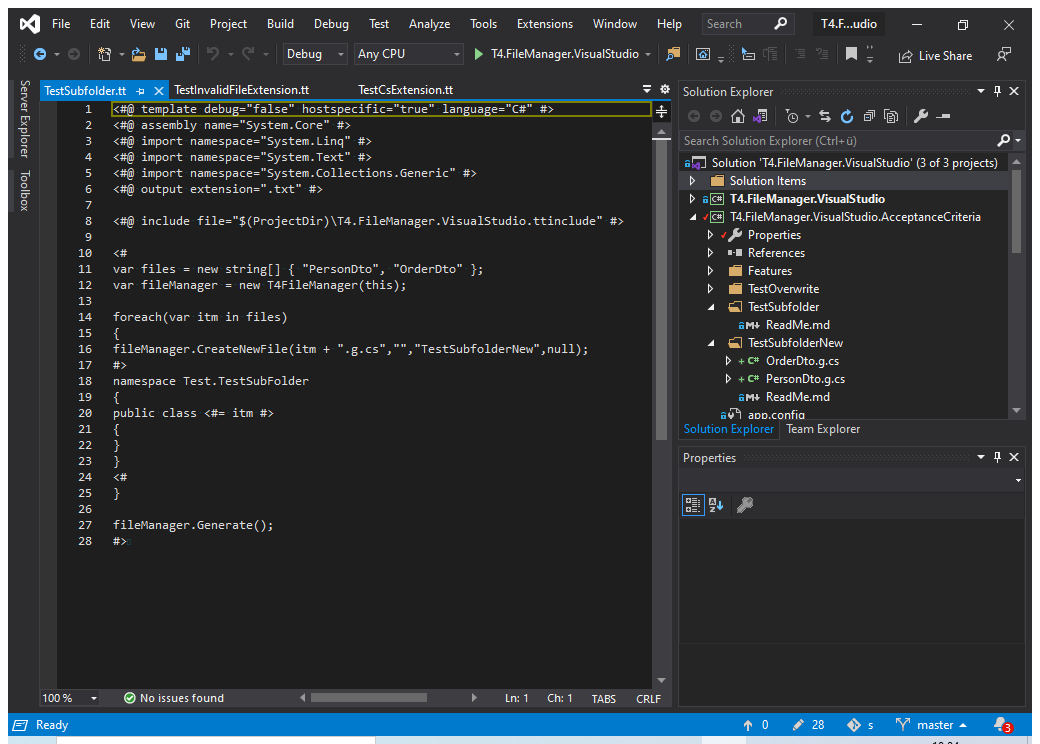 File Edit View Git Project Build Debug Test Analyze Tools Extensions Window Help Search T4.F...udio
Debug Any CPU T4.FileManager.VisualStudio Live Share
Server Explorer
Toolbox
TestSubfolder.tt TestInvalidFileExtension.tt TestCsExtension.tt
1 <#@ template debug="false" hostspecific="true" language="C#" #>
2 <#@ assembly name="System.Core" #>
3 <#@ import namespace="System.Linq" #>
4 <#@ import namespace="System.Text" #>
5 <#@ import namespace="System.Collections.Generic" #>
6 <#@ output extension=".txt" #>
7
8 <#@ include file="$(ProjectDir)\T4.FileManager.VisualStudio.ttinclude" #>
9
10 <#
11 var files = new string[] { "PersonDto", "OrderDto" };
12 var fileManager = new T4FileManager(this);
13
14 foreach(var itm in files)
15 {
16 fileManager.CreateNewFile(itm + ".g.cs","","TestSubfolderNew",null);
17 #>
18 namespace Test.TestSubFolder
19 {
20 public class <#= itm #>
21 {
22 }
23 }
24 <#
25 }
26
27 fileManager.Generate();
28 #>
100 % No issues found Ln: 1 Ch: 1 TABS CRLF
Solution Explorer
Search Solution Explorer (Ctrl+ü)
Solution 'T4.FileManager.VisualStudio' (3 of 3 projects)
Solution Items
C# T4.FileManager.VisualStudio
C# T4.FileManager.VisualStudio.AcceptanceCriteria
Properties
References
Features
TestOverwrite
TestSubfolder
M↓ ReadMe.md
TestSubfolderNew
+ C# OrderDto.g.cs
+ C# PersonDto.g.cs
M↓ ReadMe.md
app.config
Solution Explorer Team Explorer
Properties
Ready 0 28 s master 3